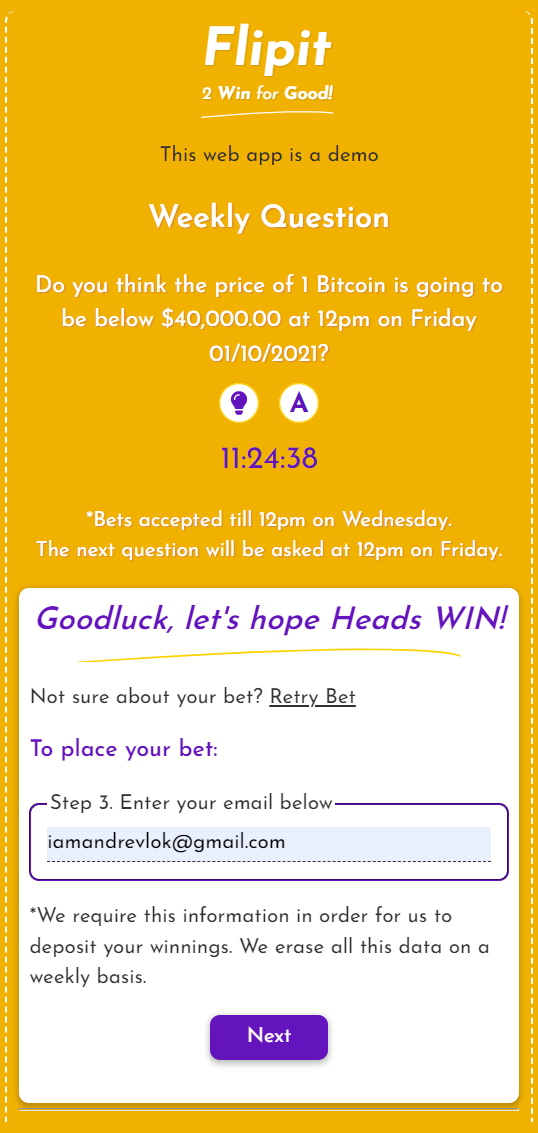 Flipit
2 Win for Good!
This web app is a demo
Weekly Question
Do you think the price of 1 Bitcoin is going to
be below $40,000.00 at 12pm on Friday
01/10/2021?
A
11:24:38
*Bets accepted till 12pm on Wednesday.
The next question will be asked at 12pm on Friday.
Goodluck, let's hope Heads WIN!
Not sure about your bet? Retry Bet
To place your bet:
Step 3. Enter your email below
iamandrevlok@gmail.com
*We require this information in order for us to
deposit your winnings. We erase all this data on a
weekly basis.
Next